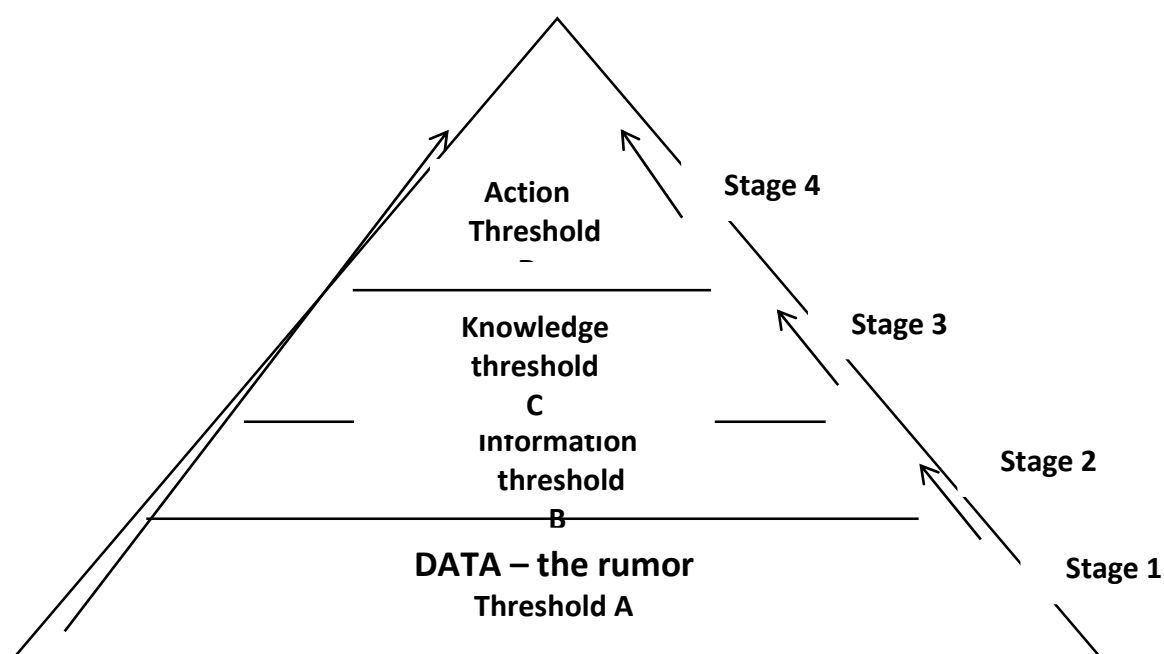 Action
Threshold
Stage 4
Knowledge
threshold
C
Stage 3
Information
threshold
B
Stage 2
DATA – the rumor
Threshold A
Stage 1